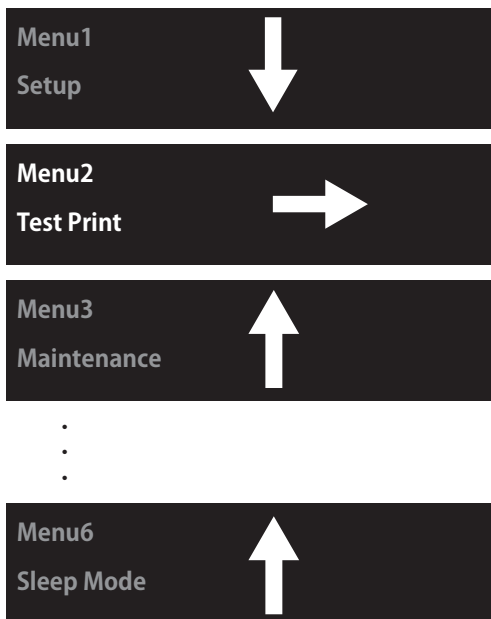 Menu1
Setup
Menu2
Test Print
Menu3
Maintenance
.
.
.
Menu6
Sleep Mode